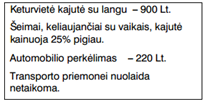 Keturvietė kajutė su langu – 900 Lt.
Šeimai, keliaujančiai su vaikais, kajutė
kainuoja 25% pigiau.
Automobilio perkėlimas – 220 Lt.
Transporto priemonei nuolaida
netaikoma.